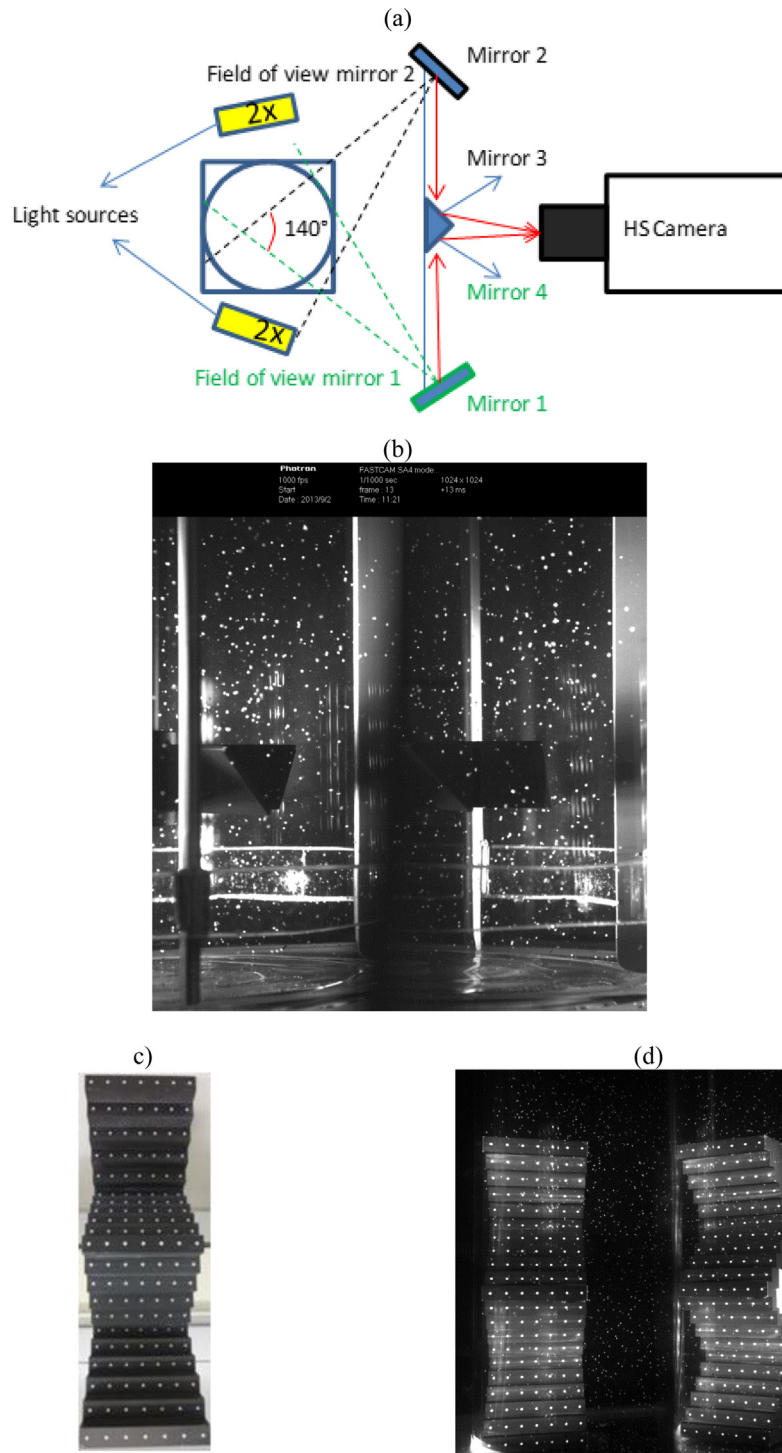 (a)
Mirror 2
Field of view mirror 2
2x
Mirror 3
Light sources
140°
HS Camera
Mirror 4
2x
Field of view mirror 1
Mirror 1
(b)
Photron FASTCAM SA4 mode...
1000 fps 1/1000 sec 1024 x 1024
Start frame : 13 +13 ms
Date : 2013/9/2 Time : 11:21
c) (d)